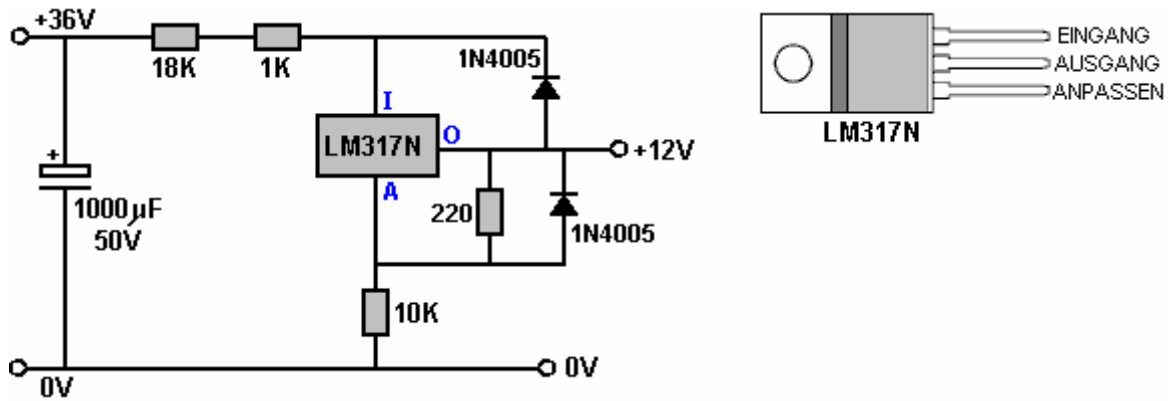 +36V
18K
1K
1N4005
I
LM317N
O
+12V
A
+
1000µF
50V
220
1N4005
10K
0V
0V
EINGANG
AUSGANG
ANPASSEN
LM317N